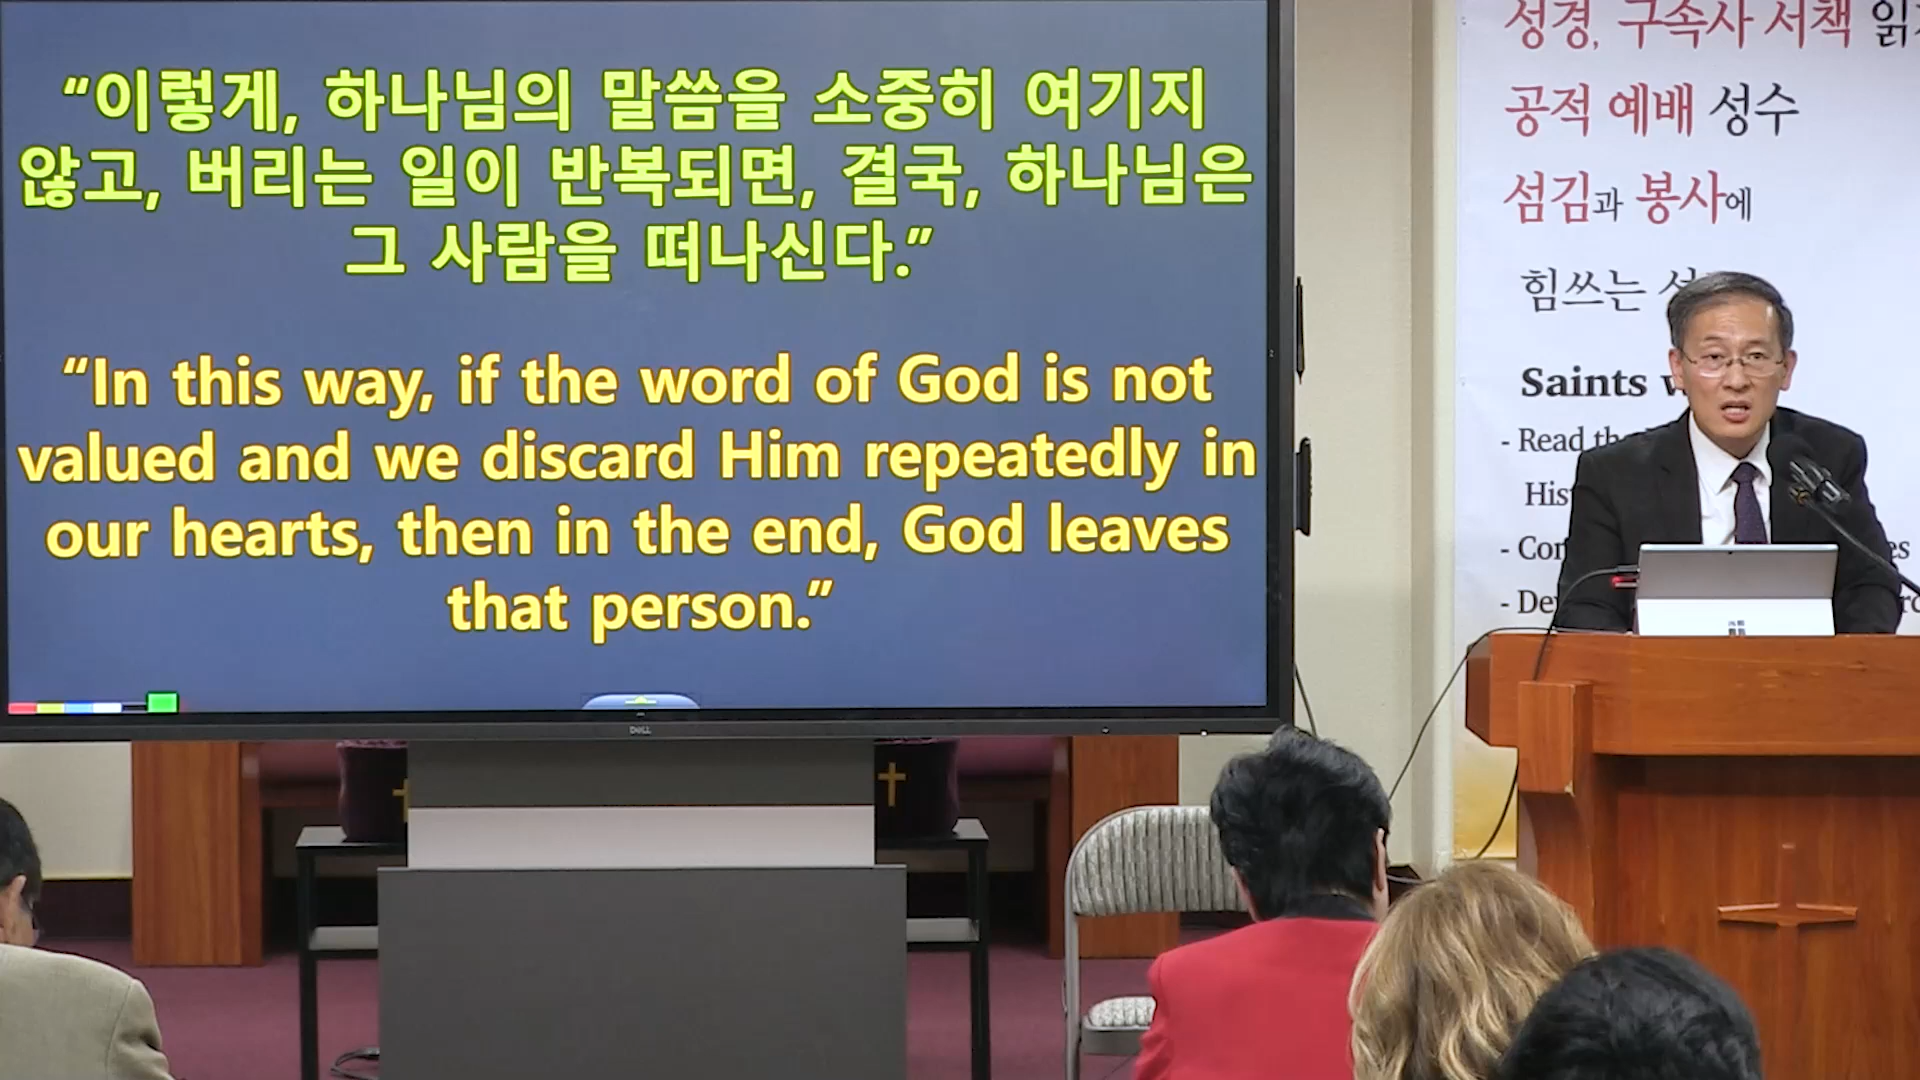 “이렇게, 하나님의 말씀을 소중히 여기지
않고, 버리는 일이 반복되면, 결국, 하나님은
그 사람을 떠나신다.”
“In this way, if the word of God is not
valued and we discard Him repeatedly in
our hearts, then in the end, God leaves
that person.”
DELL
성경, 구속사 서책
공적 예배 성수
섬김과 봉사에
힘쓰는
Saints
- Read